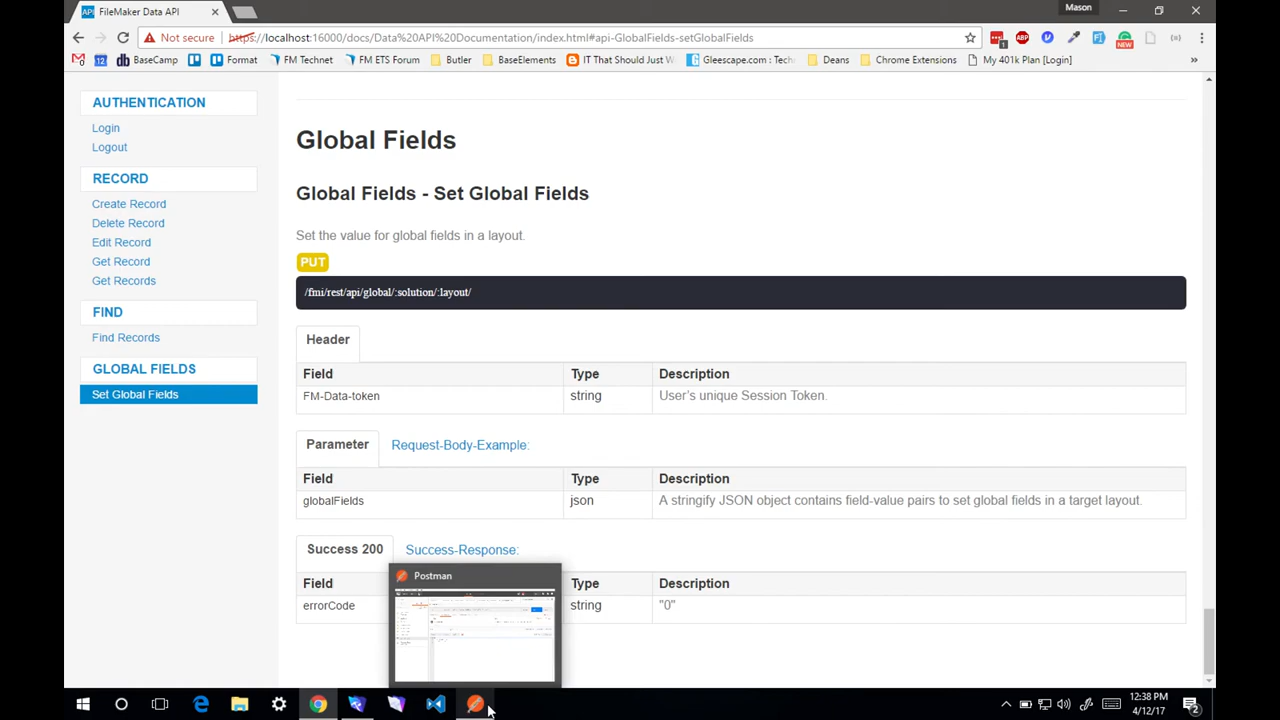 FileMaker Data API
Mason
Not secure
https://localhost:16000/docs/Data%20API%20Documentation/index.html#api-GlobalFields-setGlobalFields
BaseCamp
Format
FM Technet
FM ETS Forum
Butler
BaseElements
IT That Should Just W
Gleescape.com : Tech
Deans
Chrome Extensions
My 401k Plan [Login]
»
AUTHENTICATION
Login
Logout
RECORD
Create Record
Delete Record
Edit Record
Get Record
Get Records
FIND
Find Records
GLOBAL FIELDS
Set Global Fields
Global Fields
Global Fields - Set Global Fields
Set the value for global fields in a layout.
PUT
/fmi/rest/api/global/:solution/:layout/
Header
Field Type Description
FM-Data-token string User's unique Session Token.
Parameter Request-Body-Example:
Field Type Description
globalFields json A stringify JSON object contains field-value pairs to set global fields in a target layout.
Success 200 Success-Response:
Field Type Description
errorCode string "0"
Postman
12:38 PM
4/12/17